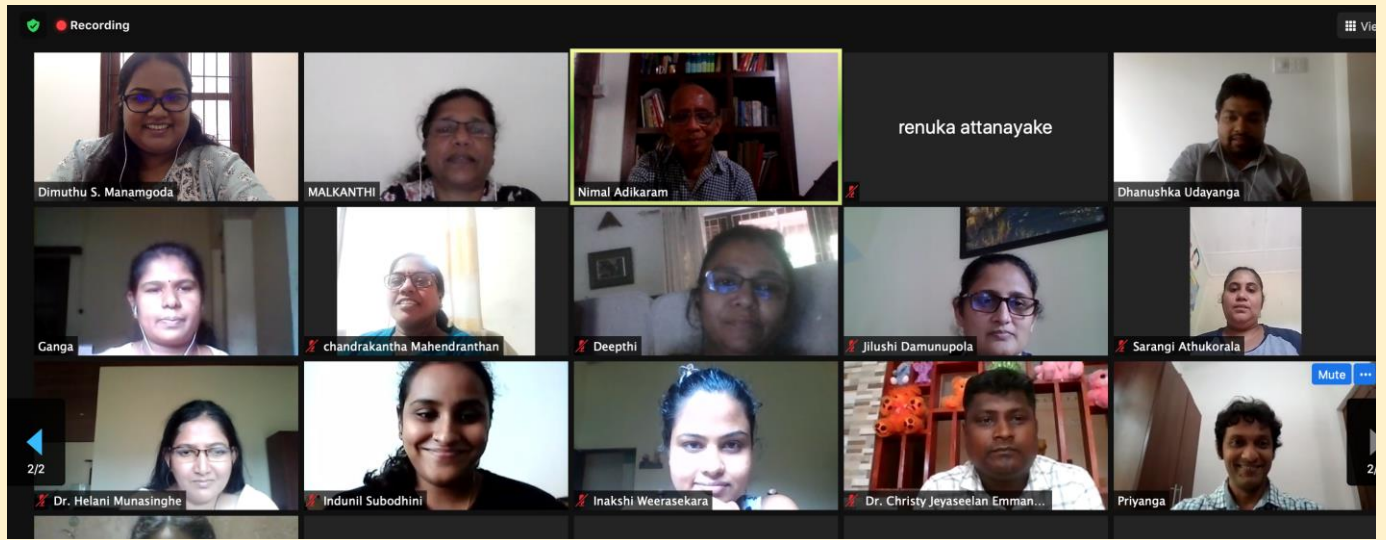 Recording
Vie
Dimuthu S. Manamgoda
MALKANTHI
Nimal Adikaram
renuka attanayake
Dhanushka Udayanga
Ganga
chandrakantha Mahendranthan
Deepthi
Jilushi Damunupola
Sarangi Athukorala
Mute ...
2/2
2/
Dr. Helani Munasinghe
Indunil Subodhini
Inakshi Weerasekara
Dr. Christy Jeyaseelan Emman...
Priyanga